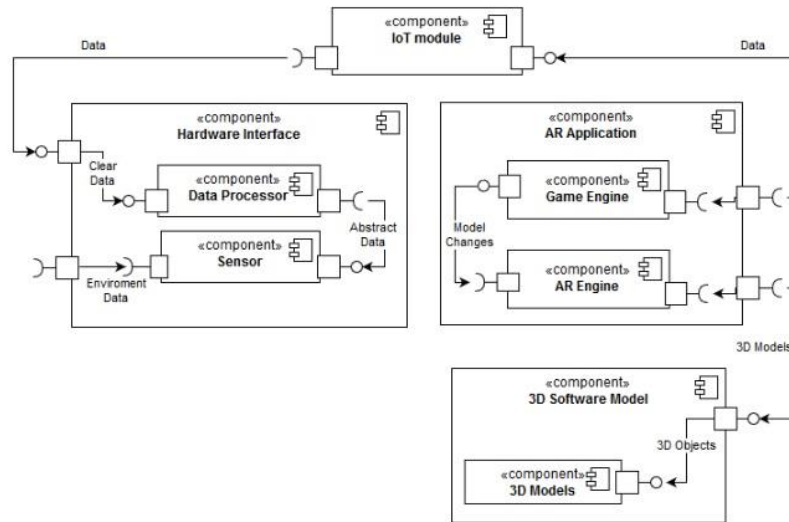 «component»
IoT module
Data
Data
«component»
Hardware Interface
Clear
Data
«component»
Data Processor
Abstract
Data
«component»
Sensor
Enviroment
Data
«component»
AR Application
«component»
Game Engine
Model
Changes
«component»
AR Engine
3D Models
«component»
3D Software Model
3D Objects
«component»
3D Models